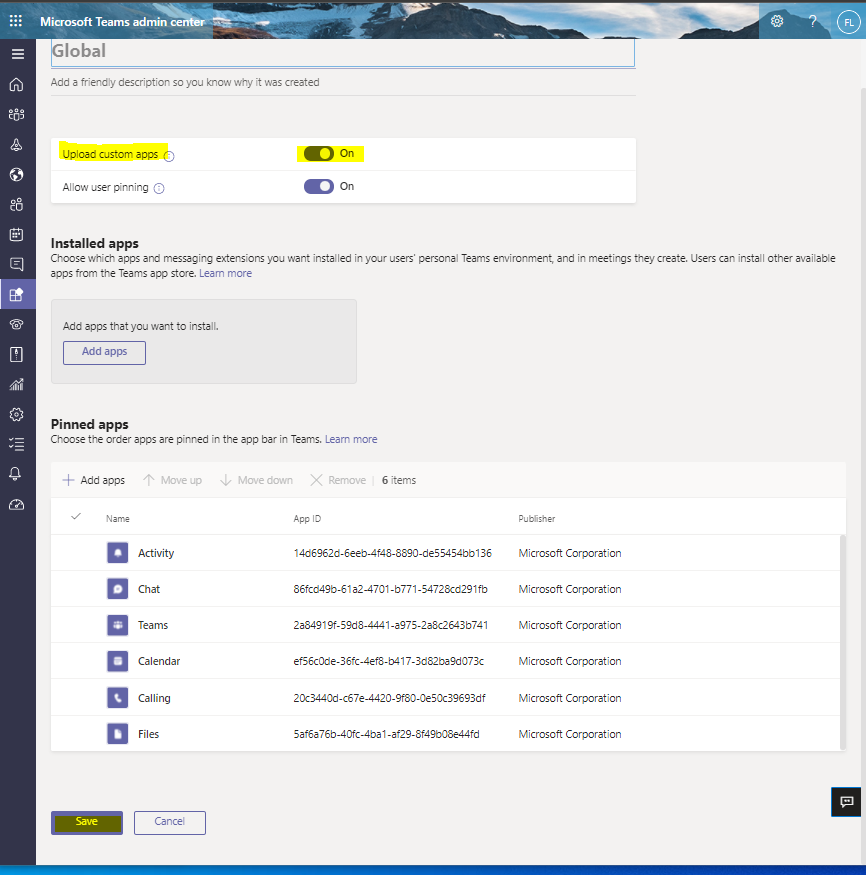 Microsoft Teams admin center
?
FL
Global
Add a friendly description so you know why it was created
Upload custom apps
On
Allow user pinning
On
Installed apps
Choose which apps and messaging extensions you want installed in your users' personal Teams environment, and in meetings they create. Users can install other available
apps from the Teams app store. Learn more
Add apps that you want to install.
Add apps
Pinned apps
Choose the order apps are pinned in the app bar in Teams. Learn more
Add apps Move up Move down Remove 6 items
Name App ID Publisher
Activity 14d6962d-6eeb-4f48-8890-de55454bb136 Microsoft Corporation
Chat 86fcd49b-61a2-4701-b771-54728cd291fb Microsoft Corporation
Teams 2a84919f-59d8-4441-a975-2a8c2643b741 Microsoft Corporation
Calendar ef56c0de-36fc-4ef8-b417-3d82ba9d073c Microsoft Corporation
Calling 20c3440d-c67e-4420-9f80-0e50c39693df Microsoft Corporation
Files 5af6a76b-40fc-4ba1-af29-8f49b08e44fd Microsoft Corporation
Save Cancel